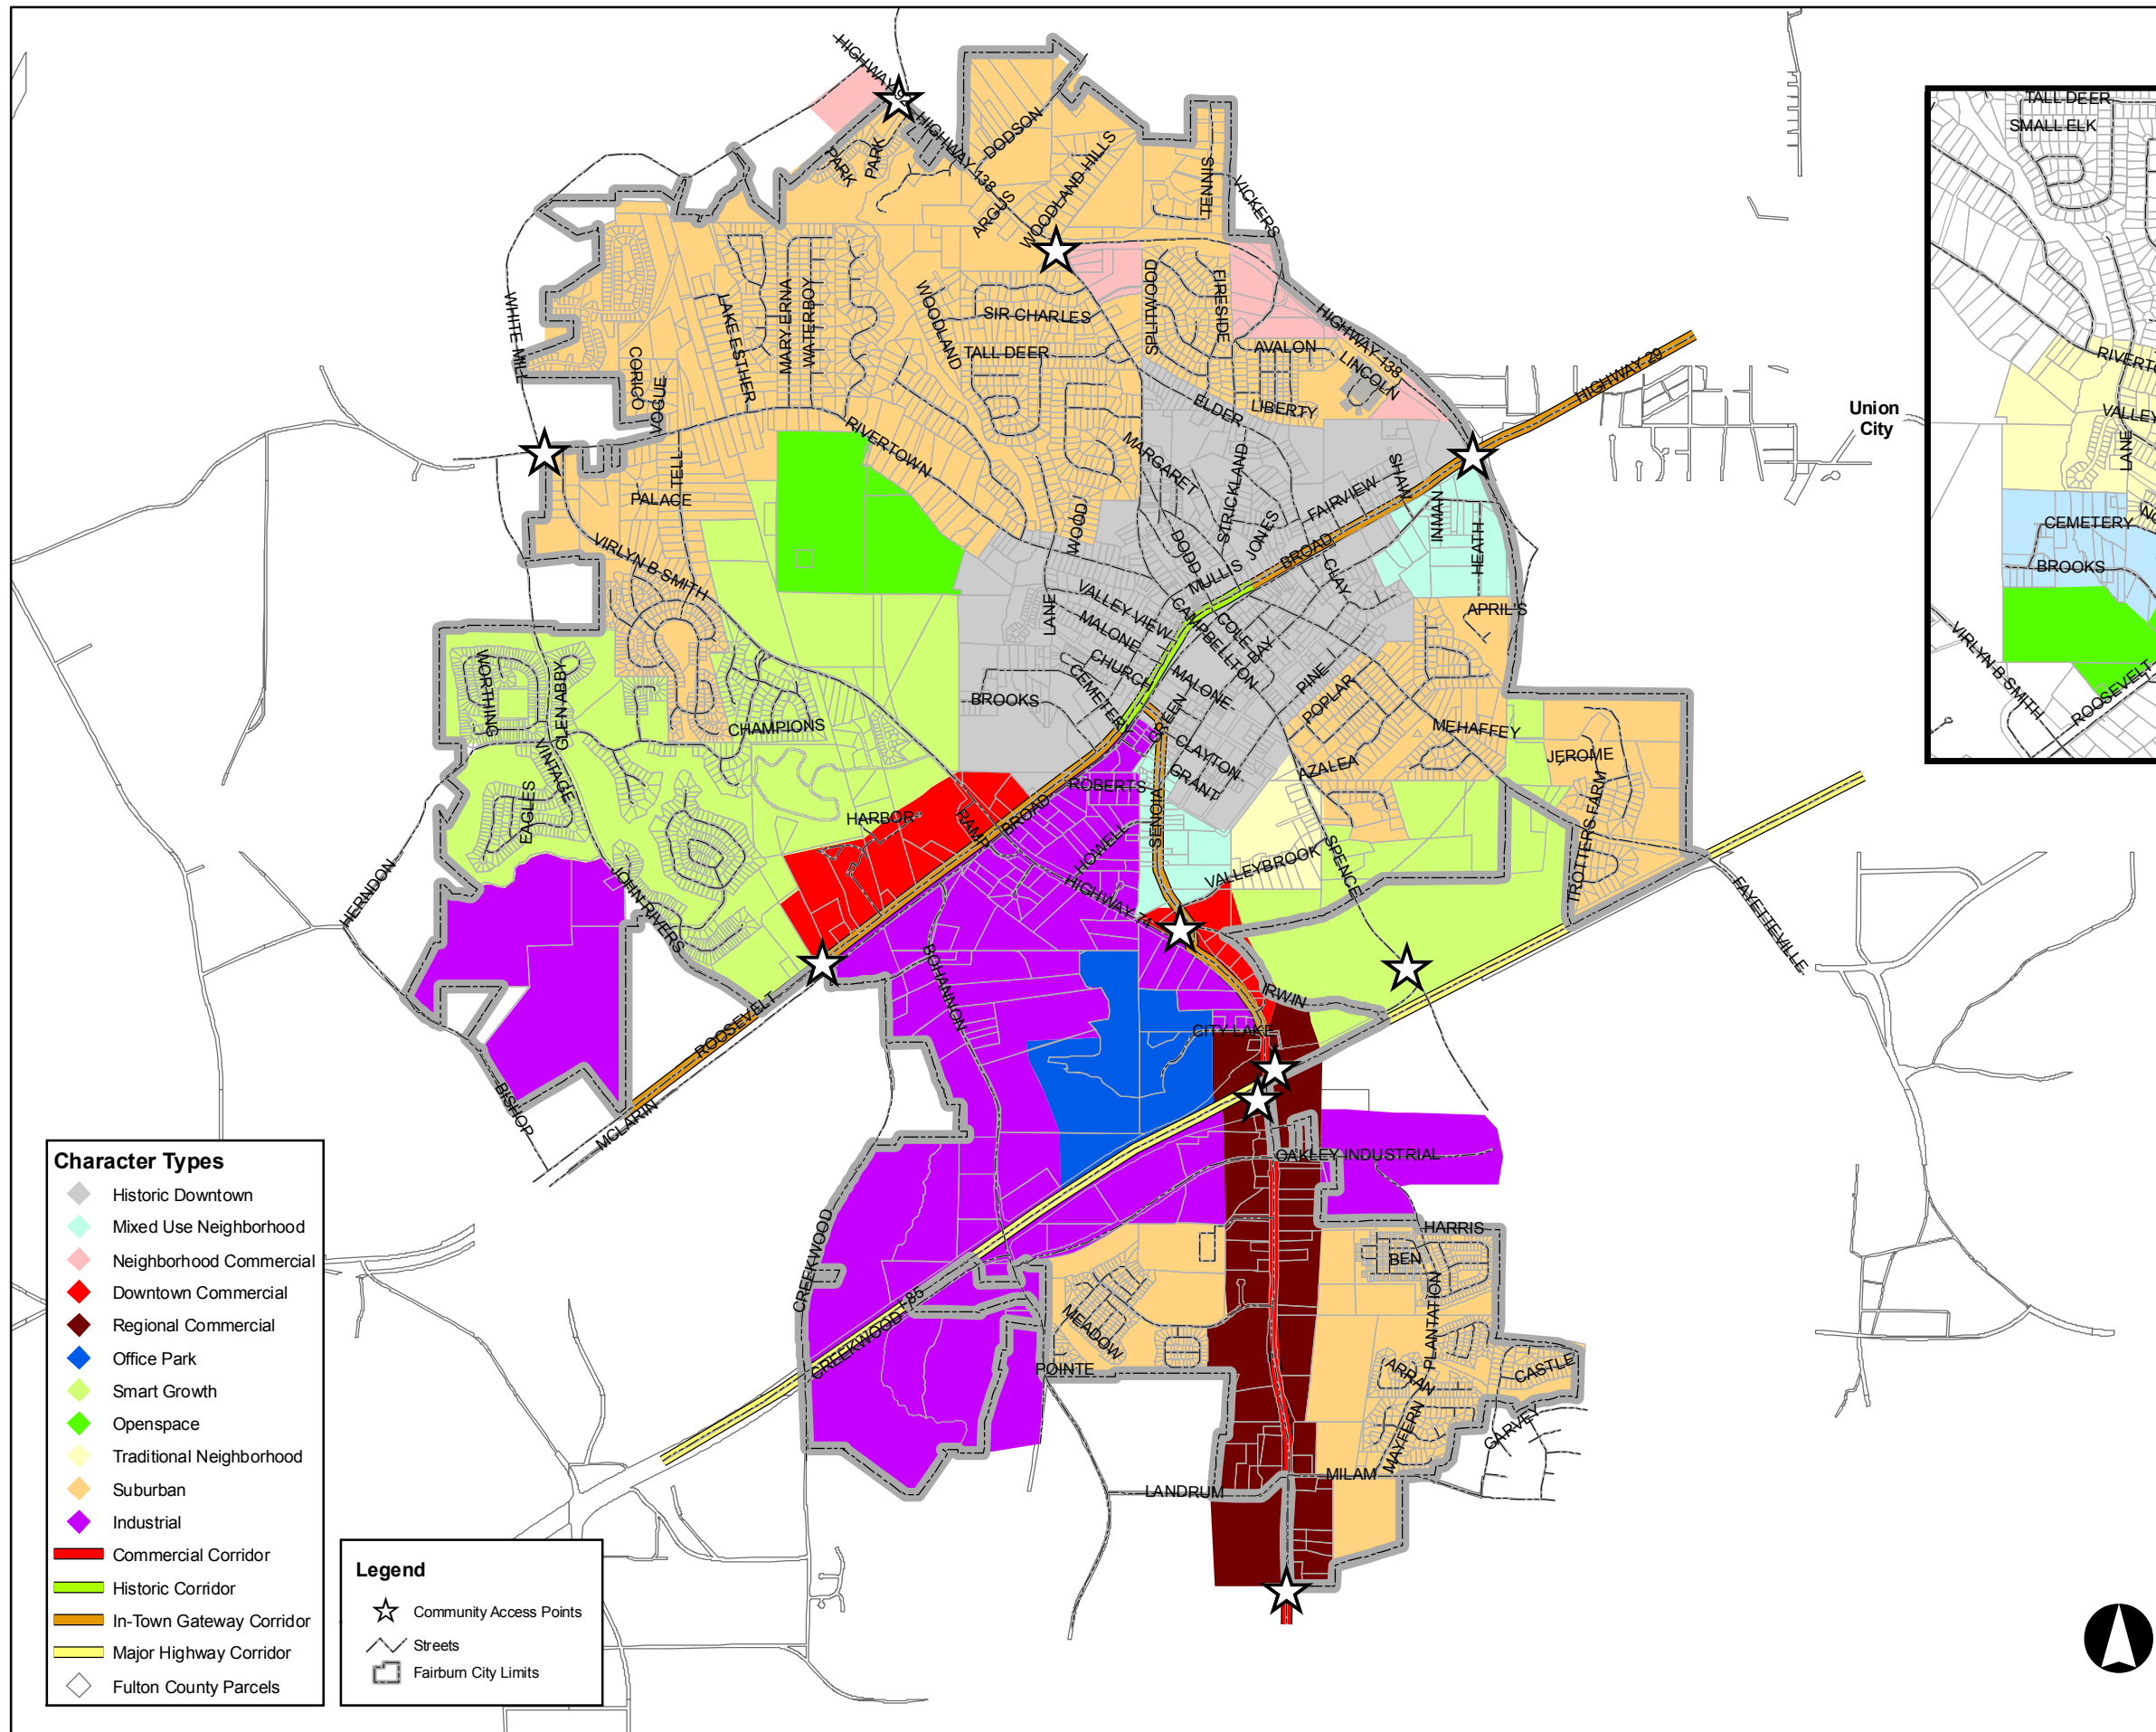 HIGHWAY 92
HIGHWAY 138
DODSON
PARK
PARK
ARGUS
WOODLAND HILLS
TENNIS
VICKERS
WHITE MILL
CORICO
VOGUE
LAKE ESTHER
MARY ERNA
WATERBOY
WOODLAND
SIR CHARLES
TALL DEER
SPLITWOOD
FIRESIDE
AVALON
LINCOLN
HIGHWAY 138
LIBERTY
ELDER
HIGHWAY 29
Union
City
RIVERTOWN
TELL
PALACE
WOOD
MARGARET
STRICKLAND
SHAW
FAIRVIEW
INMAN
HEATH
JONES
DODD
MULLIS
BROAD
CLAY
VIRLYN B SMITH
LANE
VALLEY VIEW
MALONE
CHURCH
CEMETERY
BROOKS
CAMPBELLTON
COLE
BAY
PINE
MALONE
GREEN
POPLAR
APRIL'S
MEHAFFEY
JEROME
TROTTERS FARM
AZALEA
CLAYTON
GRANT
WORTHING
GLEN ABBY
VINTAGE
EAGLES
CHAMPIONS
HARBOR
RAMP
BROAD
ROBERTS
HOWELL
SENOIA
HIGHWAY 74
VALLEYBROOK
SPENCE
FAYETTEVILLE
HERNDON
JOHN RIVERS
BOHANNON
ROOSEVELT
MCLARIN
BISHOP
IRWIN
CITY LAKE
OAKLEY INDUSTRIAL
HARRIS
BEN
PLANTATION
ARRAN
CASTLE
MAYFERN
GARVEY
MILAM
LANDRUM
MEADOW
POINTE
CREEKWOOD
CREEKWOOD
I-85
TALL DEER
SMALL ELK
VALLEY
LANE
CEMETERY
BROOKS
VIRLYN B SMITH
ROOSEVELT
Character Types
Historic Downtown
Mixed Use Neighborhood
Neighborhood Commercial
Downtown Commercial
Regional Commercial
Office Park
Smart Growth
Openspace
Traditional Neighborhood
Suburban
Industrial
Commercial Corridor
Historic Corridor
In-Town Gateway Corridor
Major Highway Corridor
Fulton County Parcels
Legend
Community Access Points
Streets
Fairburn City Limits